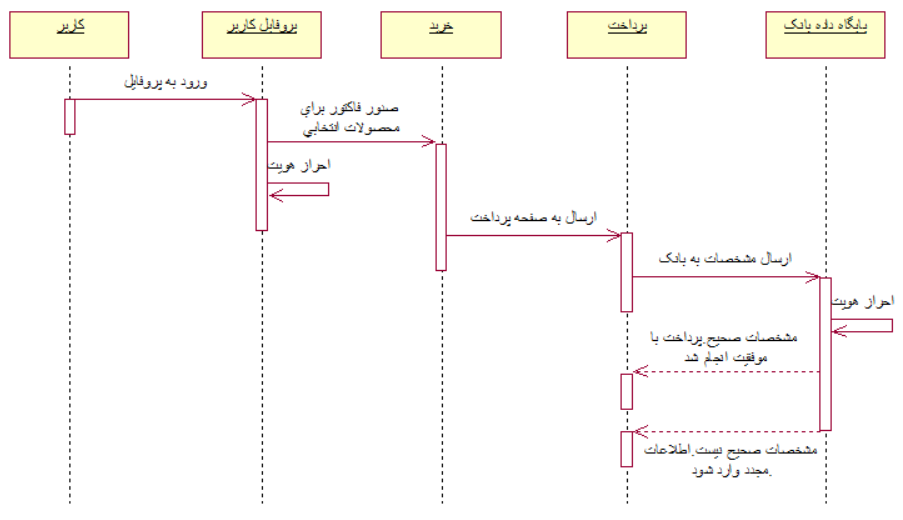 کاربر
پروفایل کاربر
خرید
پرداخت
پایگاه داده بانک
ورود به پروفایل
صدور فاکتور برای
محصولات انتخابی
احراز هویت
ارسال به صفحه پرداخت
ارسال مشخصات به بانک
احراز هویت
مشخصات صحیح.پرداخت با
موفقیت انجام شد
مشخصات صحیح نیست.اطلاعات
مجدد وارد شود.